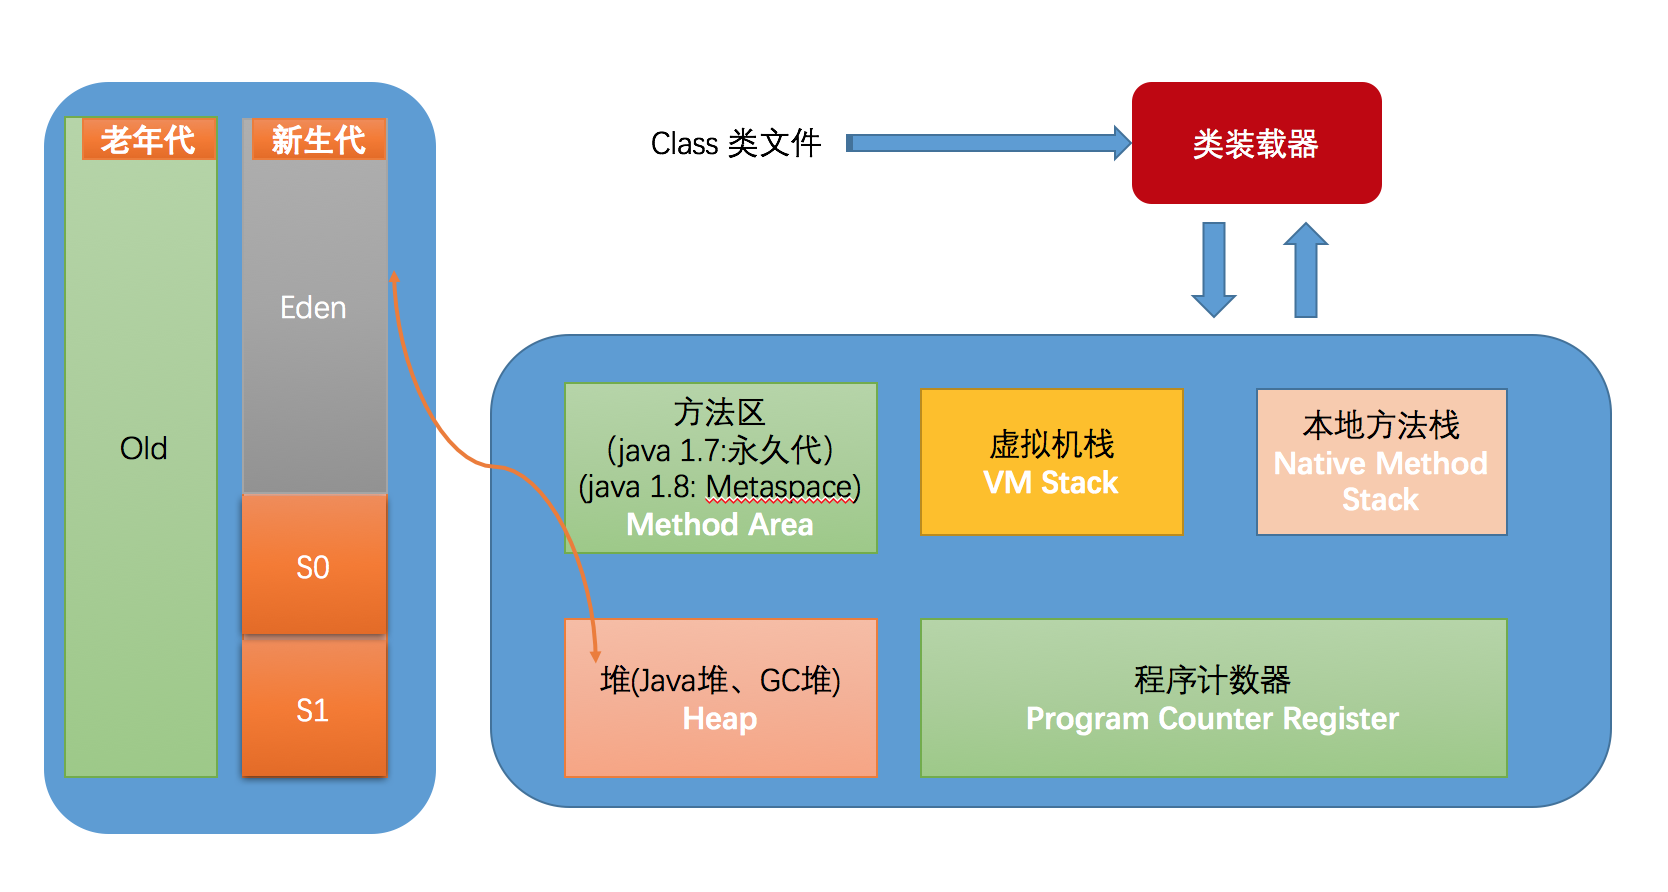 老年代
新生代
Old
Eden
S0
S1
Class 类文件
类装载器
方法区
（java 1.7:永久代）
(java 1.8: Metaspace)
Method Area
虚拟机栈
VM Stack
本地方法栈
Native Method
Stack
堆(Java堆、GC堆)
Heap
程序计数器
Program Counter Register